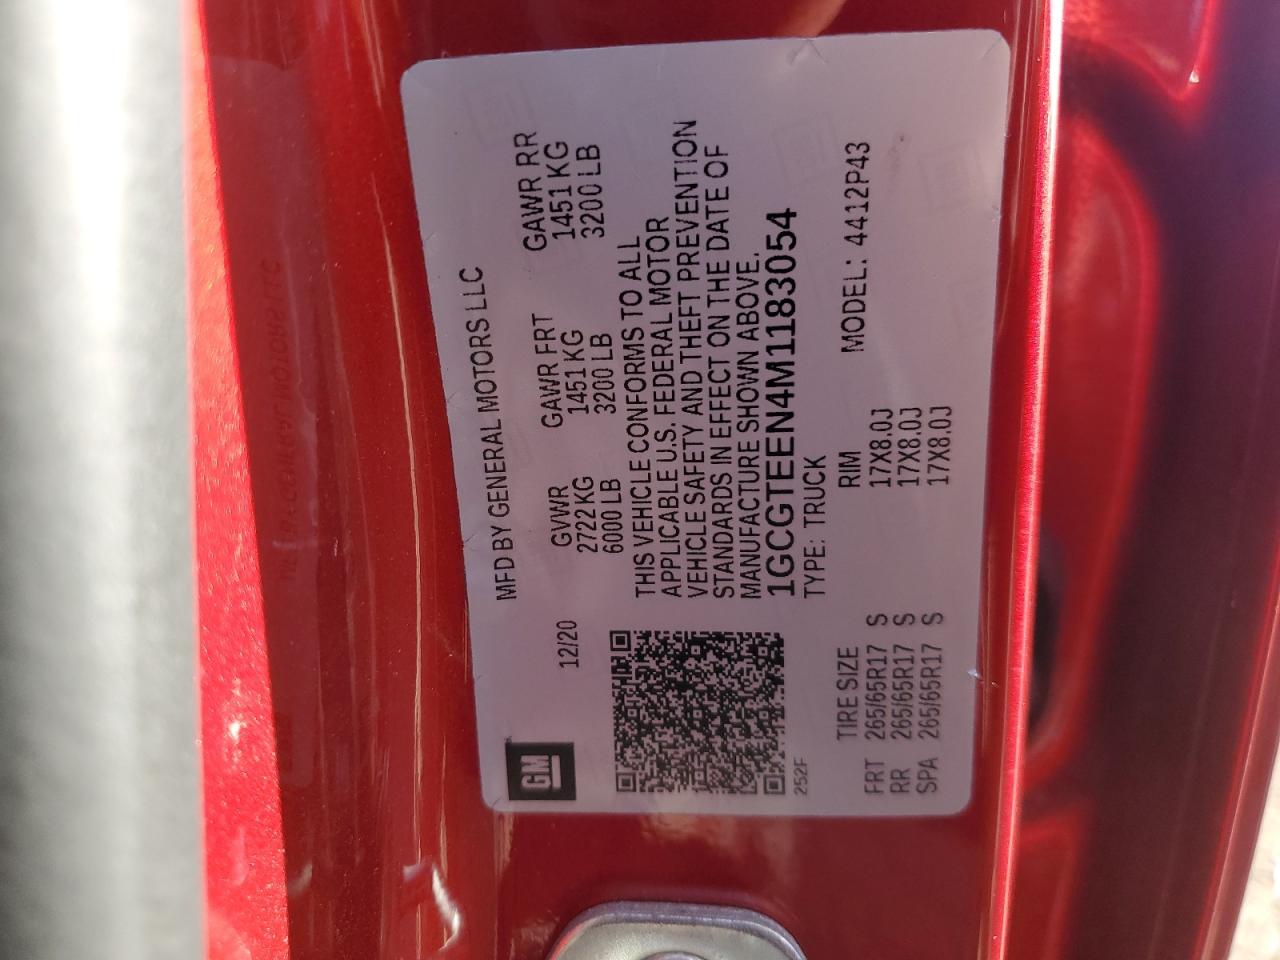 GM
MFD BY GENERAL MOTORS LLC
12/20 GVWR GAWR FRT GAWR RR
2722 KG 1451 KG 1451 KG
6000 LB 3200 LB 3200 LB
THIS VEHICLE CONFORMS TO ALL
APPLICABLE U.S. FEDERAL MOTOR
VEHICLE SAFETY AND THEFT PREVENTION
STANDARDS IN EFFECT ON THE DATE OF
MANUFACTURE SHOWN ABOVE.
1GCGTEEN4M1183054
252F TYPE: TRUCK
TIRE SIZE RIM MODEL: 4412P43
FRT 265/65R17 S 17X8.0J
RR 265/65R17 S 17X8.0J
SPA 265/65R17 S 17X8.0J